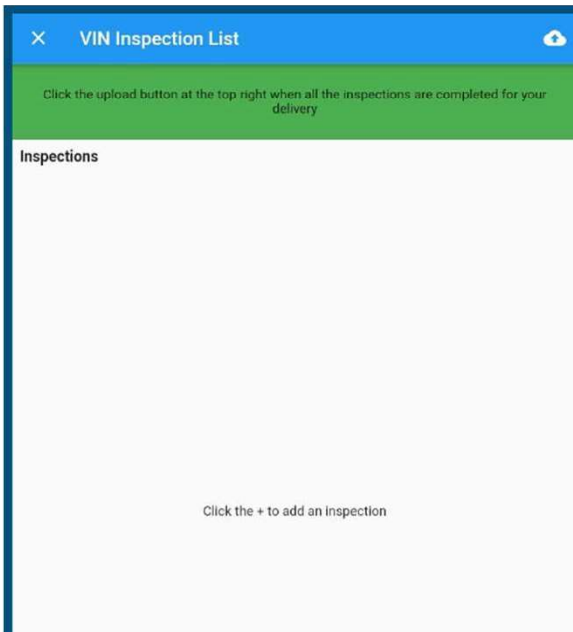 VIN Inspection List
Click the upload button at the top right when all the inspections are completed for your
delivery
Inspections
Click the + to add an inspection